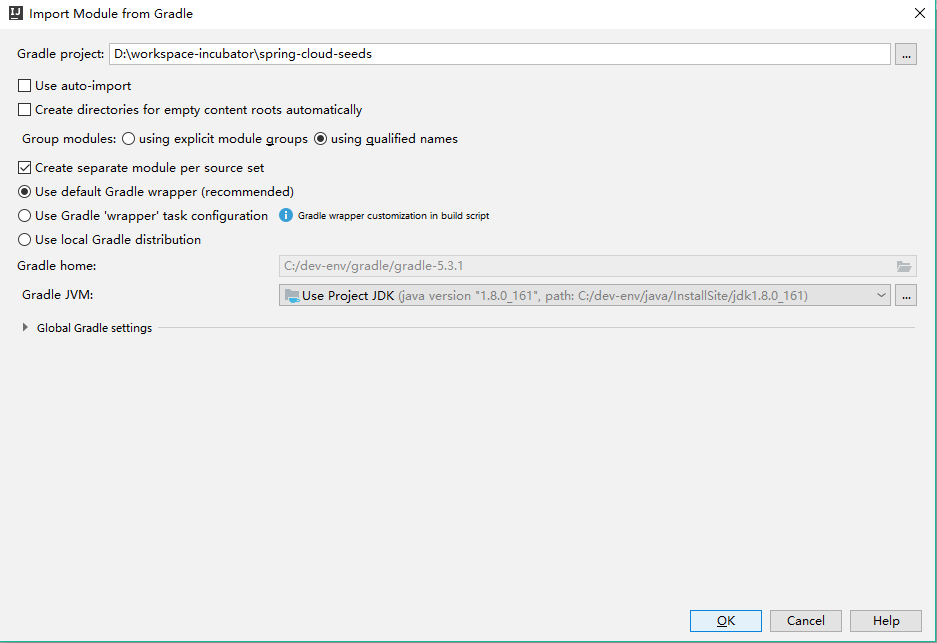 Import Module from Gradle
Gradle project: D:\workspace-incubator\spring-cloud-seeds ...
Use auto-import
Create directories for empty content roots automatically
Group modules: using explicit module groups using qualified names
Create separate module per source set
Use default Gradle wrapper (recommended)
Use Gradle 'wrapper' task configuration Gradle wrapper customization in build script
Use local Gradle distribution
Gradle home: C:/dev-env/gradle/gradle-5.3.1
Gradle JVM: Use Project JDK (java version "1.8.0_161", path: C:/dev-env/java/InstallSite/jdk1.8.0_161) ...
Global Gradle settings
OK Cancel Help